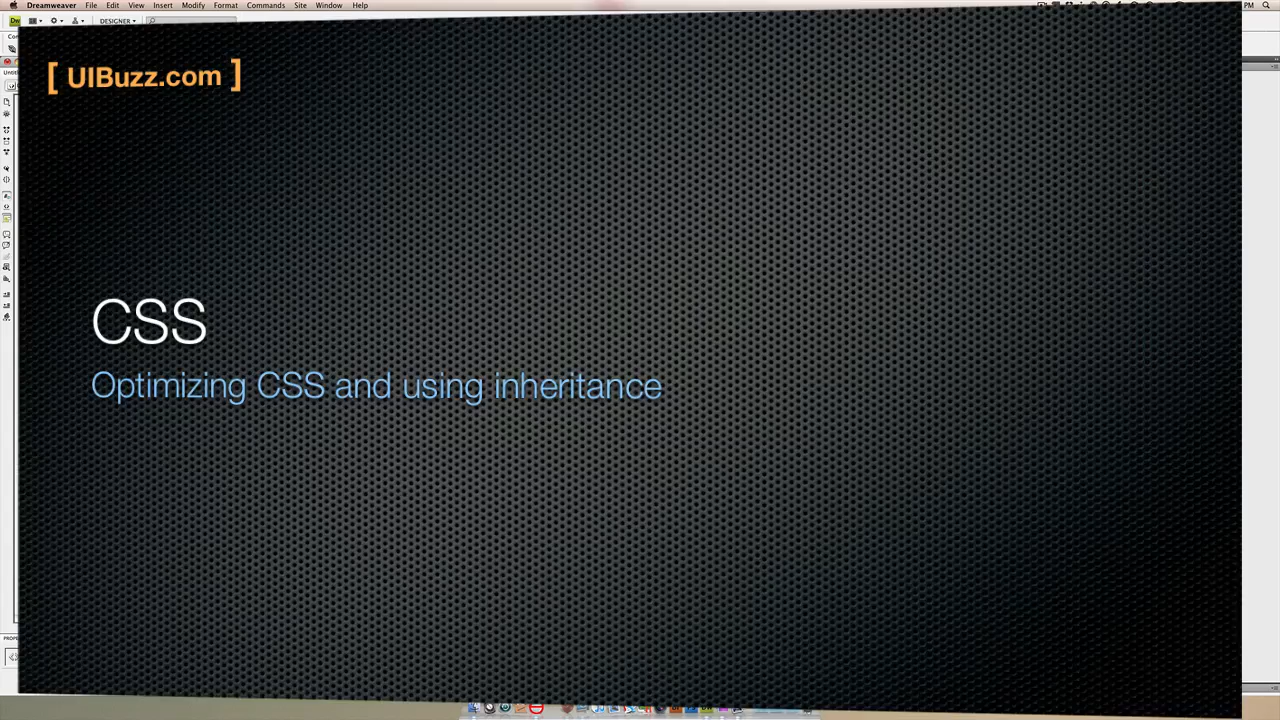 Dreamweaver File Edit View Insert Modify Format Commands Site Window Help PM
DESIGNER
[ UIBuzz.com ]
CSS
Optimizing CSS and using inheritance